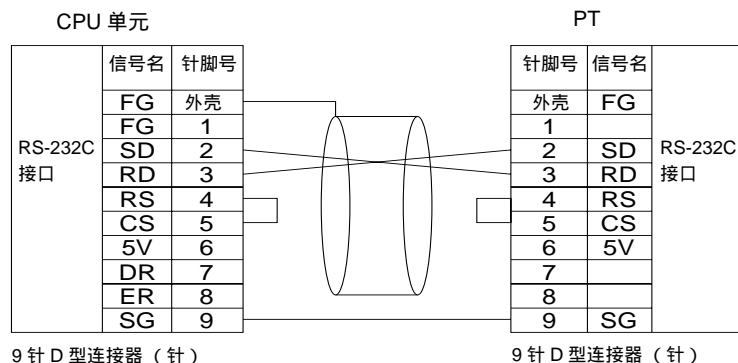 CPU 单元 PT
信号名 针脚号 针脚号 信号名
FG 外壳 外壳 FG
FG 1 1
SD 2 2 SD
RD 3 3 RD
RS-232C 接口 RS-232C 接口
RS 4 4 RS
CS 5 5 CS
5V 6 6 5V
DR 7 7
ER 8 8
SG 9 9 SG
9 针 D 型连接器（针） 9 针 D 型连接器（针）